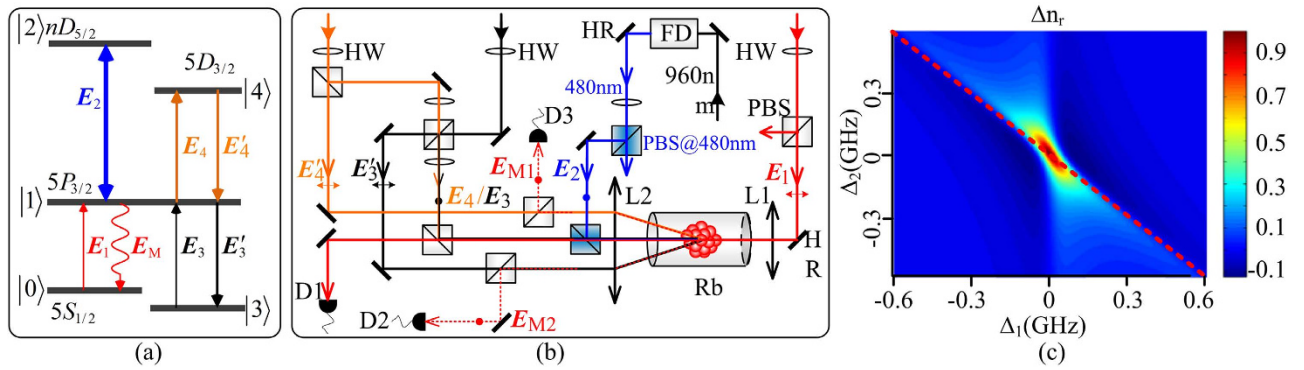 |2⟩ nD5/2
5D3/2
|4⟩
E2
E4
E′4
5P3/2
|1⟩
E1
EM
E3
E′3
|0⟩
5S1/2
|3⟩
(a)
HW
HW
HR
FD
HW
960n
m
480nm
D3
PBS
PBS@480nm
E′4
E′3
EM1
E2
E1
E4/E3
L2
L1
H
R
Rb
D1
D2
EM2
(b)
Δnr
0.3
0
-0.3
Δ2(GHz)
-0.6
-0.3
0
0.3
0.6
Δ1(GHz)
0.9
0.7
0.5
0.3
0.1
-0.1
(c)